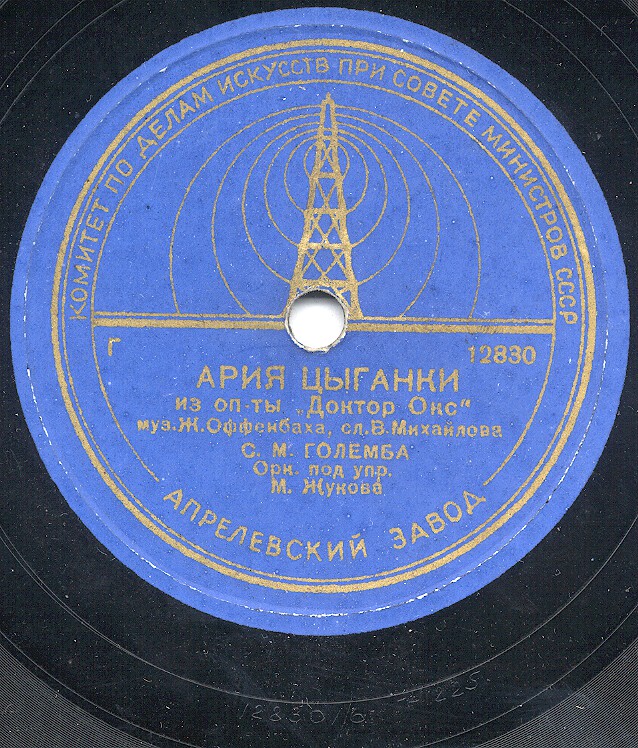 КОМИТЕТ ПО ДЕЛАМ ИСКУССТВ ПРИ СОВЕТЕ МИНИСТРОВ СССР
Г 12830
АРИЯ ЦЫГАНКИ
из оп-ты „Доктор Окс“
муз.Ж.Оффенбаха, сл.В.Михайлова
С. М. ГОЛЕМБА
Орк. под упр.
М. Жукова
АПРЕЛЕВСКИЙ ЗАВОД